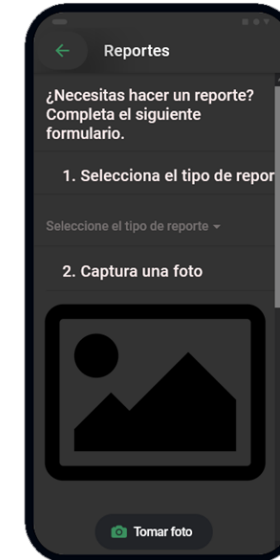 Reportes
¿Necesitas hacer un reporte?
Completa el siguiente
formulario.
1. Selecciona el tipo de repor
Seleccione el tipo de reporte
2. Captura una foto
Tomar foto